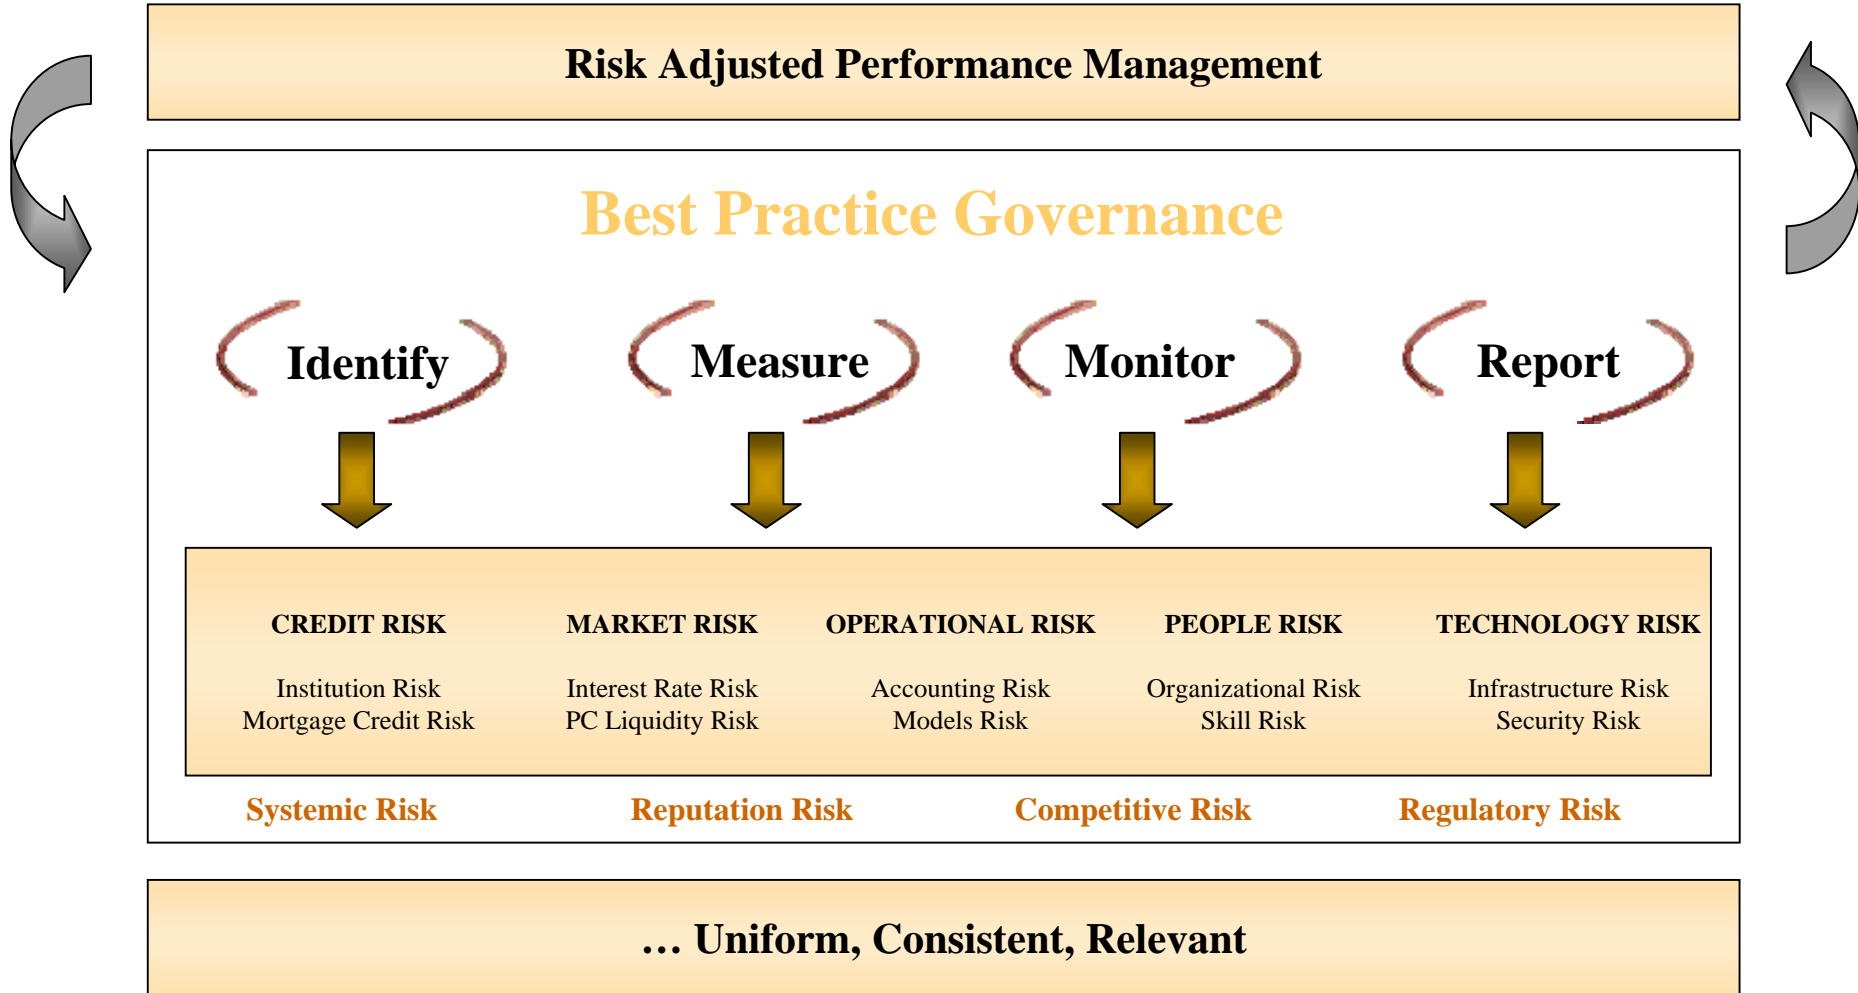 Risk Adjusted Performance Management
Best Practice Governance
Identify
Measure
Monitor
Report
CREDIT RISK
Institution Risk
Mortgage Credit Risk
MARKET RISK
Interest Rate Risk
PC Liquidity Risk
OPERATIONAL RISK
Accounting Risk
Models Risk
PEOPLE RISK
Organizational Risk
Skill Risk
TECHNOLOGY RISK
Infrastructure Risk
Security Risk
Systemic Risk
Reputation Risk
Competitive Risk
Regulatory Risk
… Uniform, Consistent, Relevant